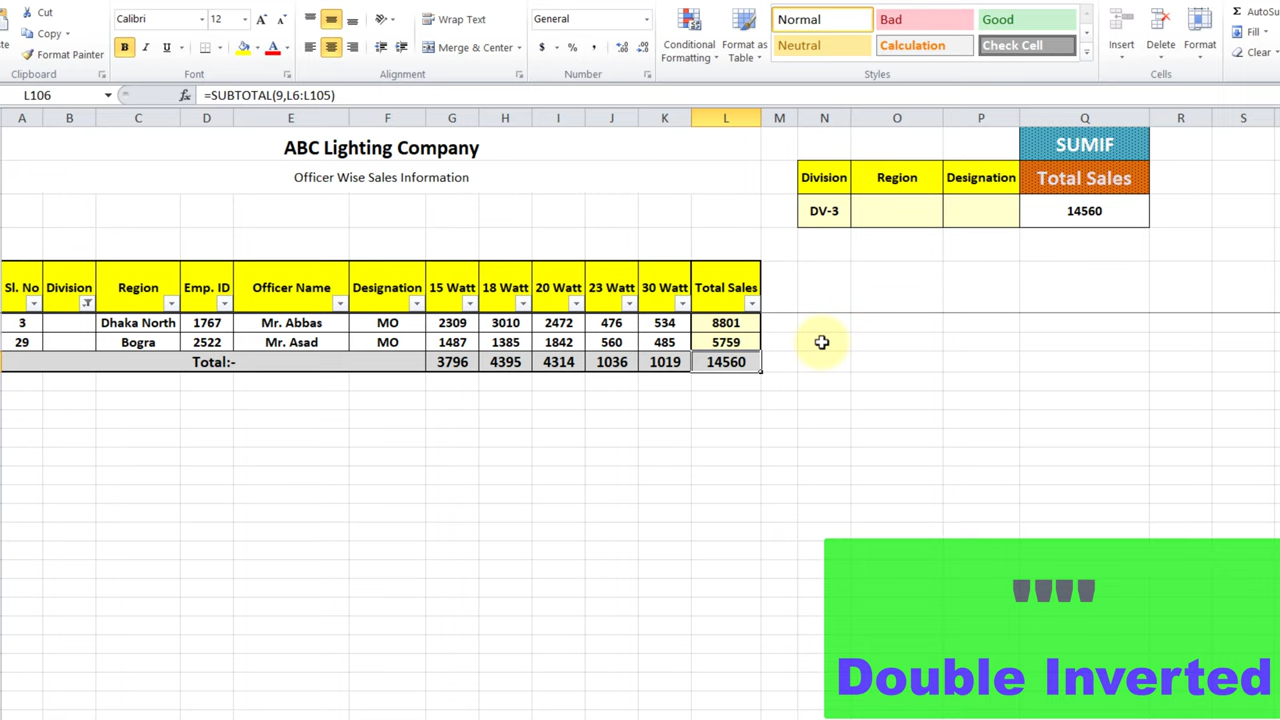 Cut
Copy
Format Painter
Clipboard
Calibri 12 A A
B I U A
Font
Wrap Text
Merge & Center
Alignment
General
$ % ,
Number
Conditional Formatting
Format as Table
Normal Bad Good
Neutral Calculation Check Cell
Styles
Insert Delete Format
Cells
Σ AutoSu
Fill
Clear
L106 fx =SUBTOTAL(9,L6:L105)
A B C D E F G H I J K L M N O P Q R S
ABC Lighting Company
Officer Wise Sales Information
SUMIF
Division Region Designation Total Sales
DV-3 14560
Sl. No Division Region Emp. ID Officer Name Designation 15 Watt 18 Watt 20 Watt 23 Watt 30 Watt Total Sales
3 Dhaka North 1767 Mr. Abbas MO 2309 3010 2472 476 534 8801
29 Bogra 2522 Mr. Asad MO 1487 1385 1842 560 485 5759
Total:- 3796 4395 4314 1036 1019 14560
""
Double Inverted